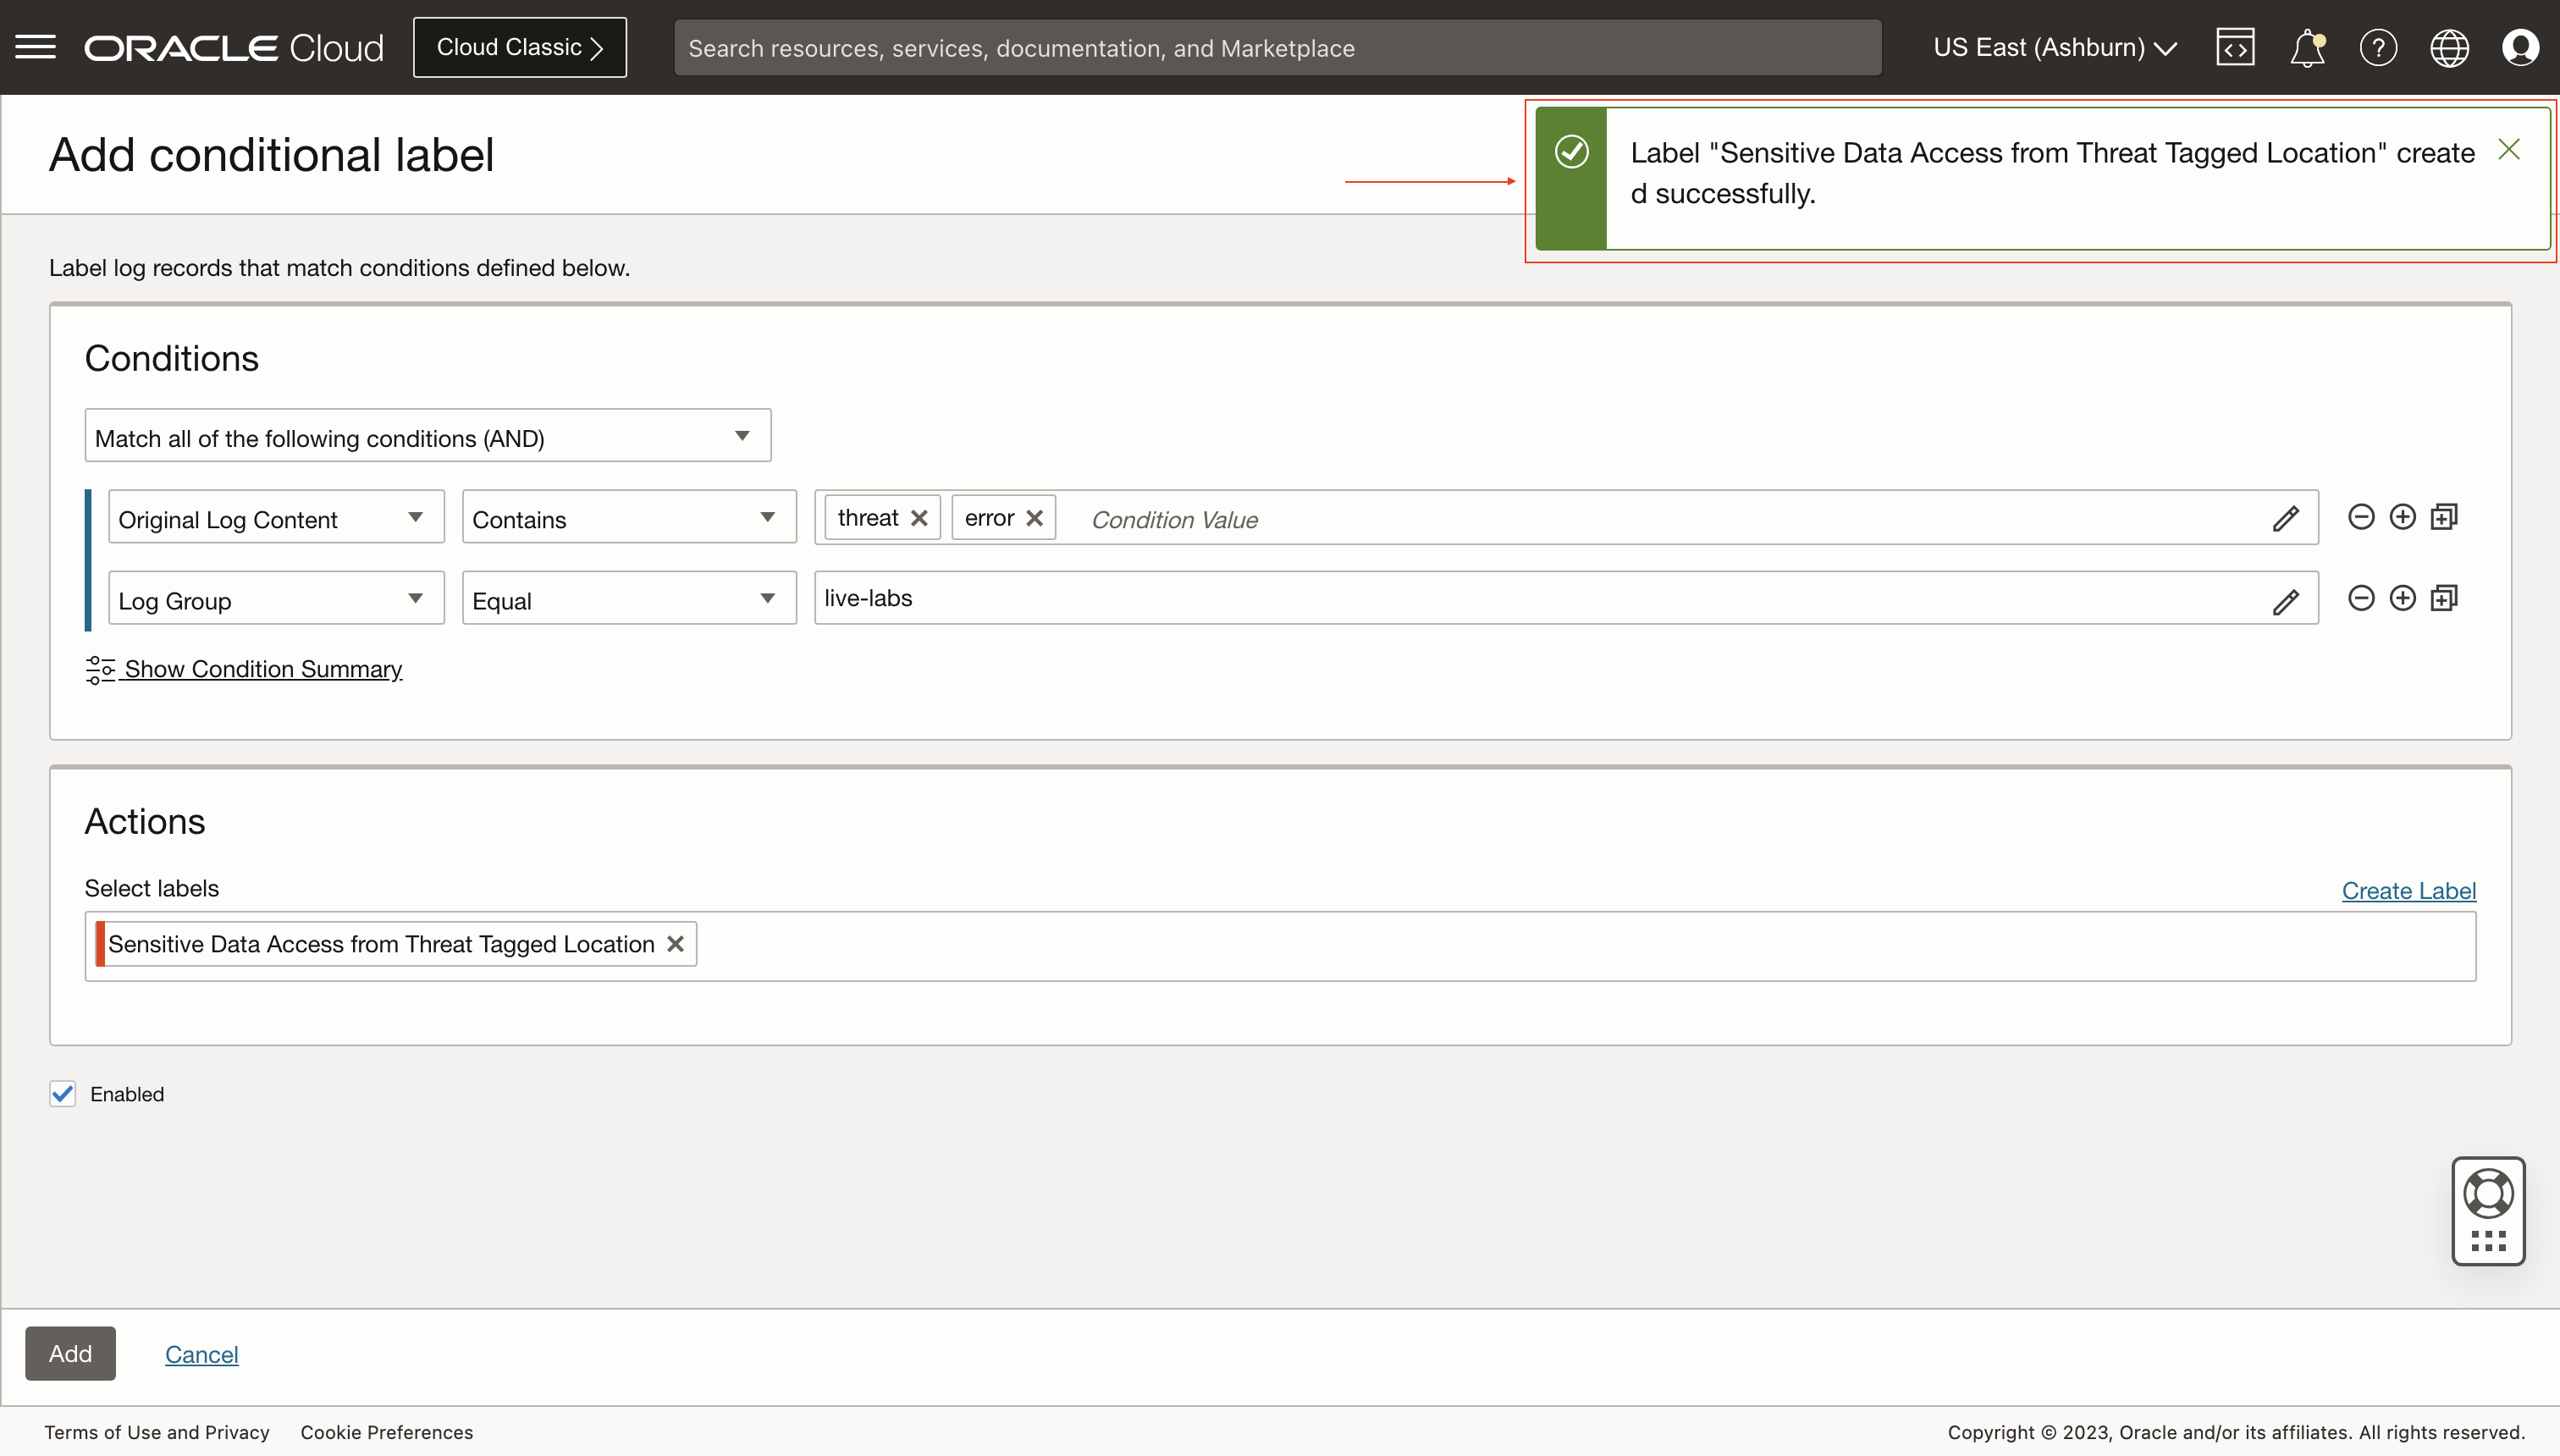 ORACLE Cloud
Cloud Classic
Search resources, services, documentation, and Marketplace
US East (Ashburn)
Add conditional label
Label "Sensitive Data Access from Threat Tagged Location" create
d successfully.
Label log records that match conditions defined below.
Conditions
Match all of the following conditions (AND)
Original Log Content
Contains
threat
error
Condition Value
Log Group
Equal
live-labs
Show Condition Summary
Actions
Select labels
Create Label
Sensitive Data Access from Threat Tagged Location
Enabled
Add
Cancel
Terms of Use and Privacy
Cookie Preferences
Copyright © 2023, Oracle and/or its affiliates. All rights reserved.